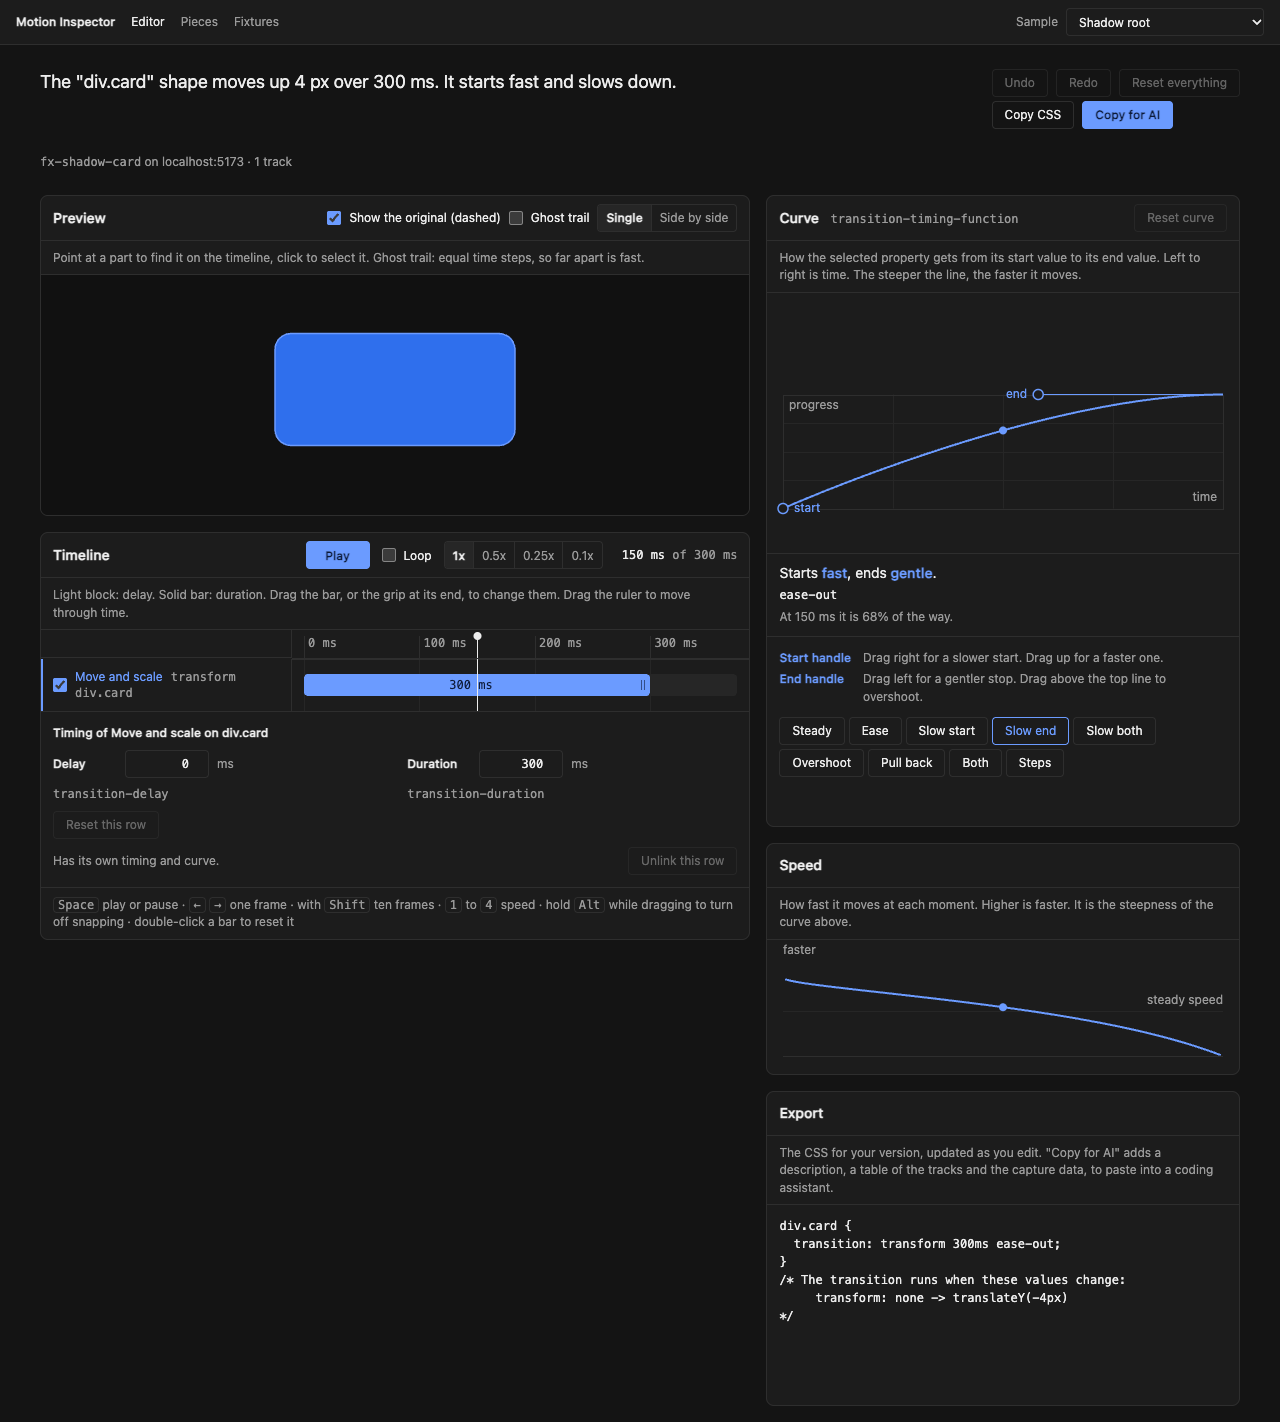 Motion Inspector Editor Pieces Fixtures Sample Shadow root
The "div.card" shape moves up 4 px over 300 ms. It starts fast and slows down.
Undo Redo Reset everything
Copy CSS Copy for AI
fx-shadow-card on localhost:5173 · 1 track
Preview Show the original (dashed) Ghost trail Single Side by side
Point at a part to find it on the timeline, click to select it. Ghost trail: equal time steps, so far apart is fast.
Timeline Play Loop 1x 0.5x 0.25x 0.1x 150 ms of 300 ms
Light block: delay. Solid bar: duration. Drag the bar, or the grip at its end, to change them. Drag the ruler to move
through time.
0 ms 100 ms 200 ms 300 ms
Move and scale transform
div.card
300 ms
Timing of Move and scale on div.card
Delay 0 ms Duration 300 ms
transition-delay transition-duration
Reset this row
Has its own timing and curve. Unlink this row
Space play or pause · ← → one frame · with Shift ten frames · 1 to 4 speed · hold Alt while dragging to turn
off snapping · double-click a bar to reset it
Curve transition-timing-function Reset curve
How the selected property gets from its start value to its end value. Left to
right is time. The steeper the line, the faster it moves.
end
progress
time
start
Starts fast, ends gentle.
ease-out
At 150 ms it is 68% of the way.
Start handle Drag right for a slower start. Drag up for a faster one.
End handle Drag left for a gentler stop. Drag above the top line to
overshoot.
Steady Ease Slow start Slow end Slow both
Overshoot Pull back Both Steps
Speed
How fast it moves at each moment. Higher is faster. It is the steepness of the
curve above.
faster
steady speed
Export
The CSS for your version, updated as you edit. "Copy for AI" adds a
description, a table of the tracks and the capture data, to paste into a coding
assistant.
div.card {
  transition: transform 300ms ease-out;
}
/* The transition runs when these values change:
     transform: none -> translateY(-4px)
*/